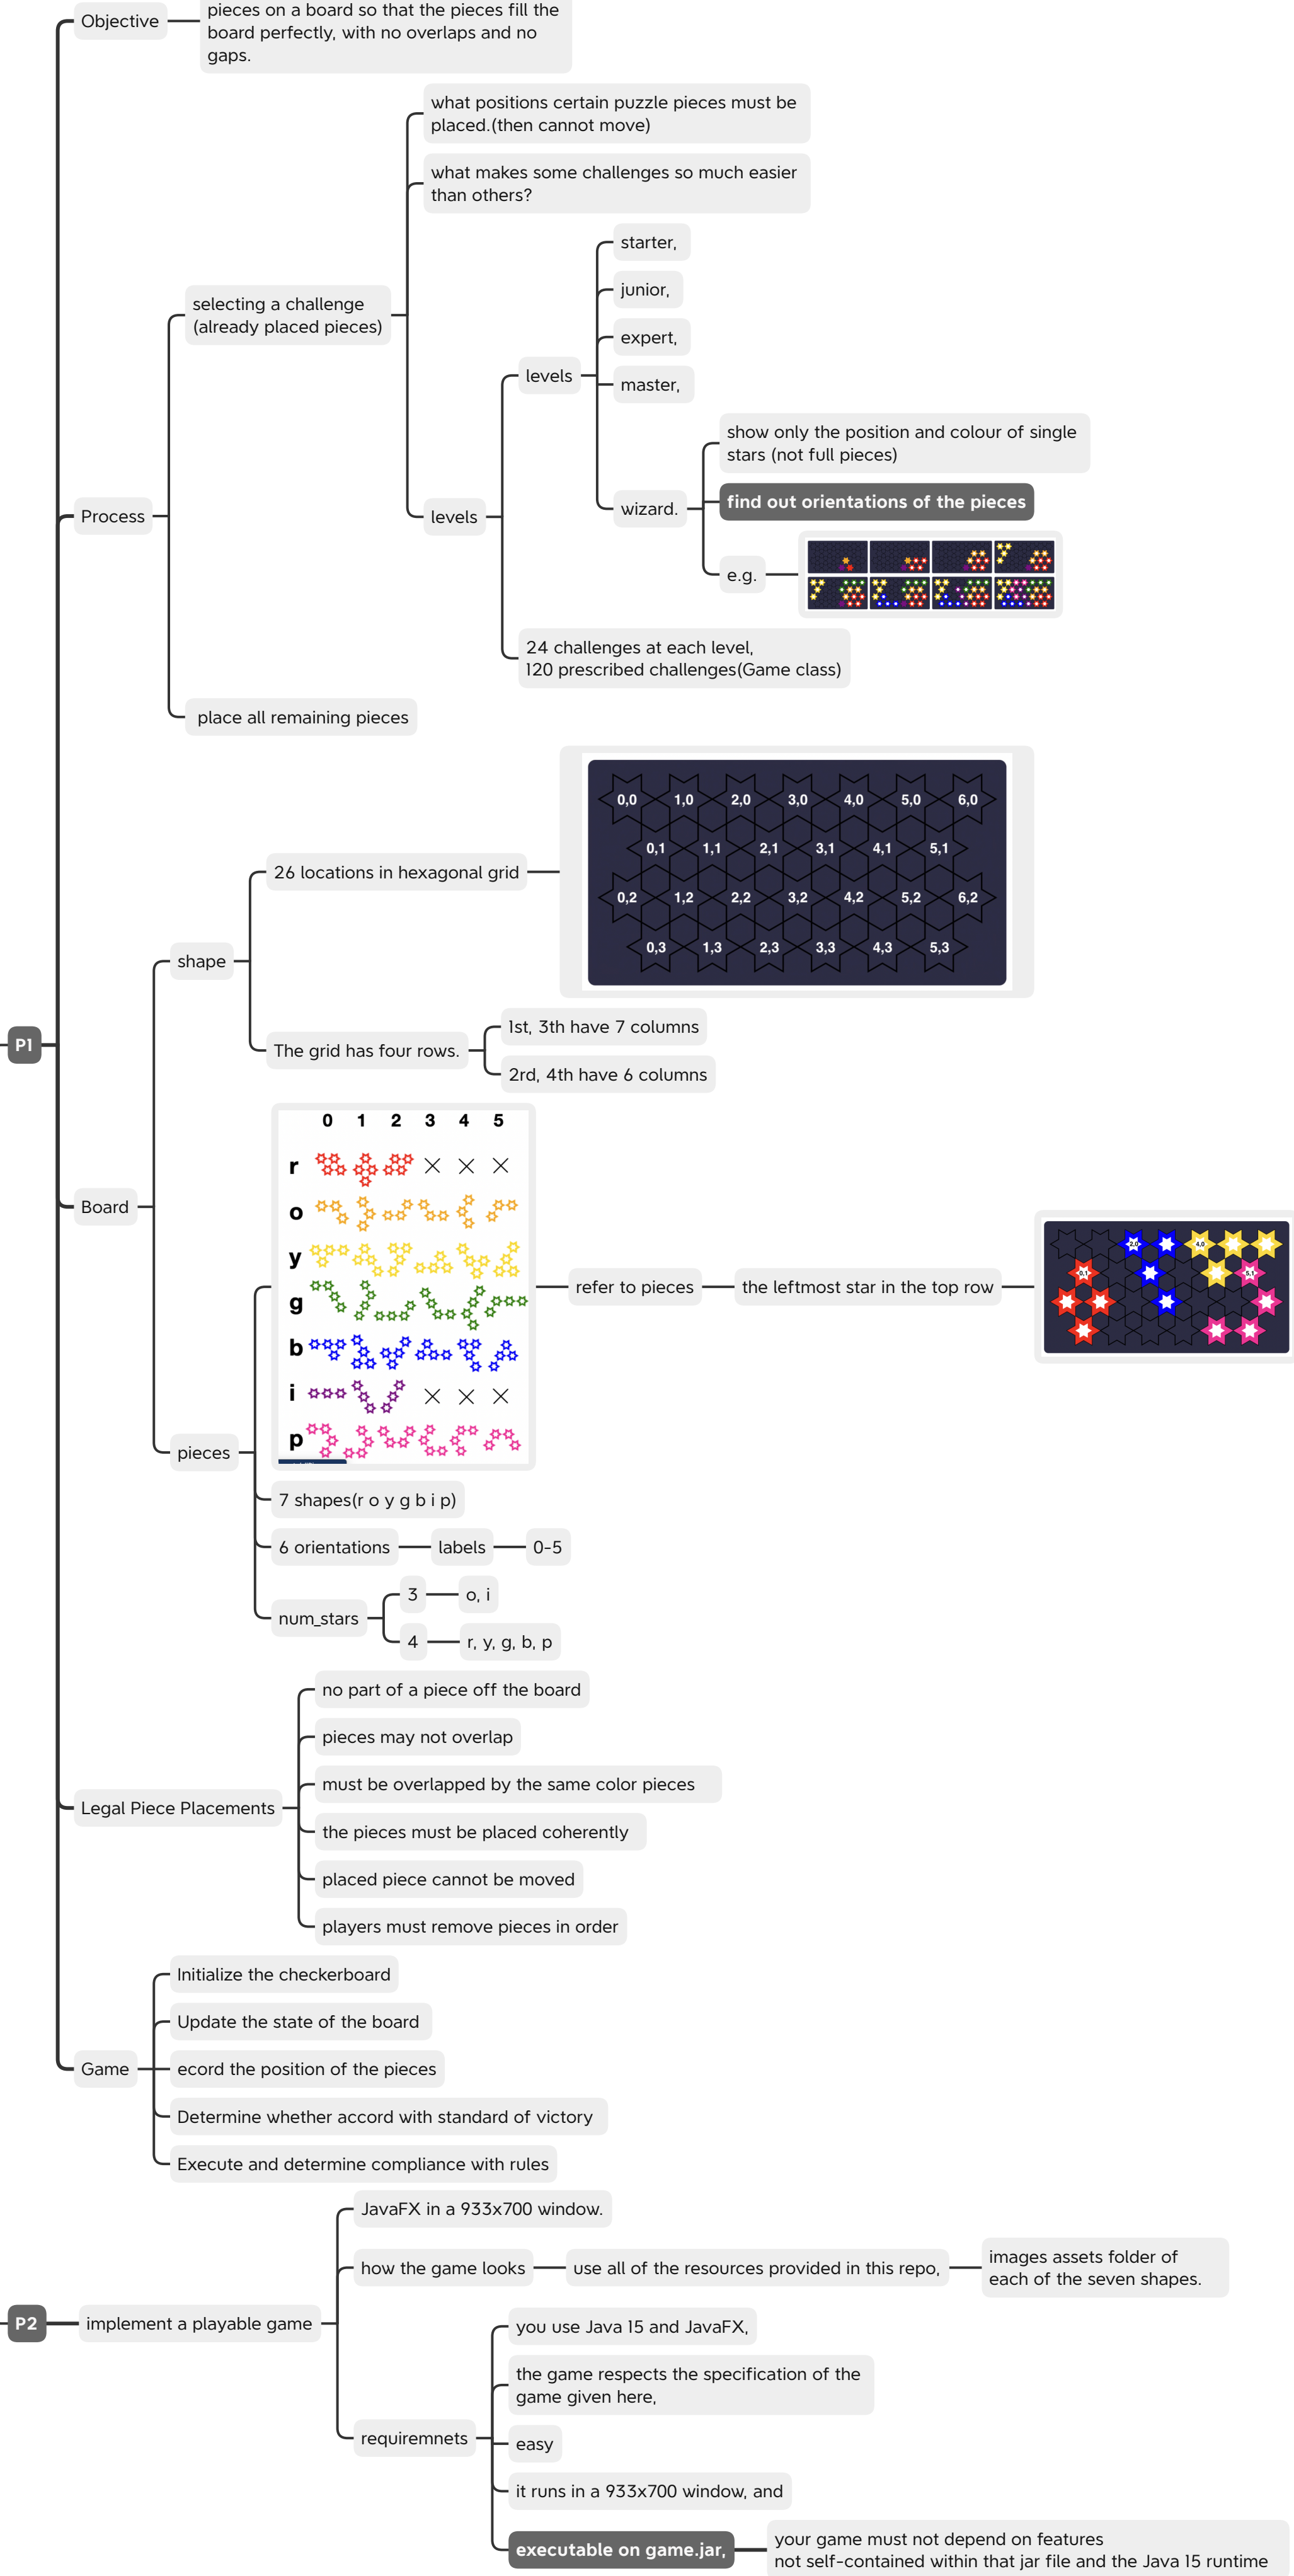 Objective
pieces on a board so that the pieces fill the
board perfectly, with no overlaps and no
gaps.
what positions certain puzzle pieces must be
placed.(then cannot move)
what makes some challenges so much easier
than others?
starter,
junior,
selecting a challenge
(already placed pieces)
expert,
levels
master,
show only the position and colour of single
stars (not full pieces)
find out orientations of the pieces
wizard.
levels
Process
e.g.
24 challenges at each level,
120 prescribed challenges(Game class)
place all remaining pieces
0,0 1,0 2,0 3,0 4,0 5,0 6,0
0,1 1,1 2,1 3,1 4,1 5,1
26 locations in hexagonal grid
0,2 1,2 2,2 3,2 4,2 5,2 6,2
0,3 1,3 2,3 3,3 4,3 5,3
shape
1st, 3th have 7 columns
P1
The grid has four rows.
2rd, 4th have 6 columns
0 1 2 3 4 5
r
o
Board
y
g
b
i
p
refer to pieces
the leftmost star in the top row
2,0 4,0
0,1 5,1
pieces
7 shapes(r o y g b i p)
6 orientations
labels
0-5
num_stars
3
o, i
4
r, y, g, b, p
no part of a piece off the board
pieces may not overlap
must be overlapped by the same color pieces
Legal Piece Placements
the pieces must be placed coherently
placed piece cannot be moved
players must remove pieces in order
Initialize the checkerboard
Update the state of the board
Game
ecord the position of the pieces
Determine whether accord with standard of victory
Execute and determine compliance with rules
JavaFX in a 933x700 window.
how the game looks
use all of the resources provided in this repo,
images assets folder of
each of the seven shapes.
P2
implement a playable game
you use Java 15 and JavaFX,
the game respects the specification of the
game given here,
requiremnets
easy
it runs in a 933x700 window, and
executable on game.jar,
your game must not depend on features
not self-contained within that jar file and the Java 15 runtime